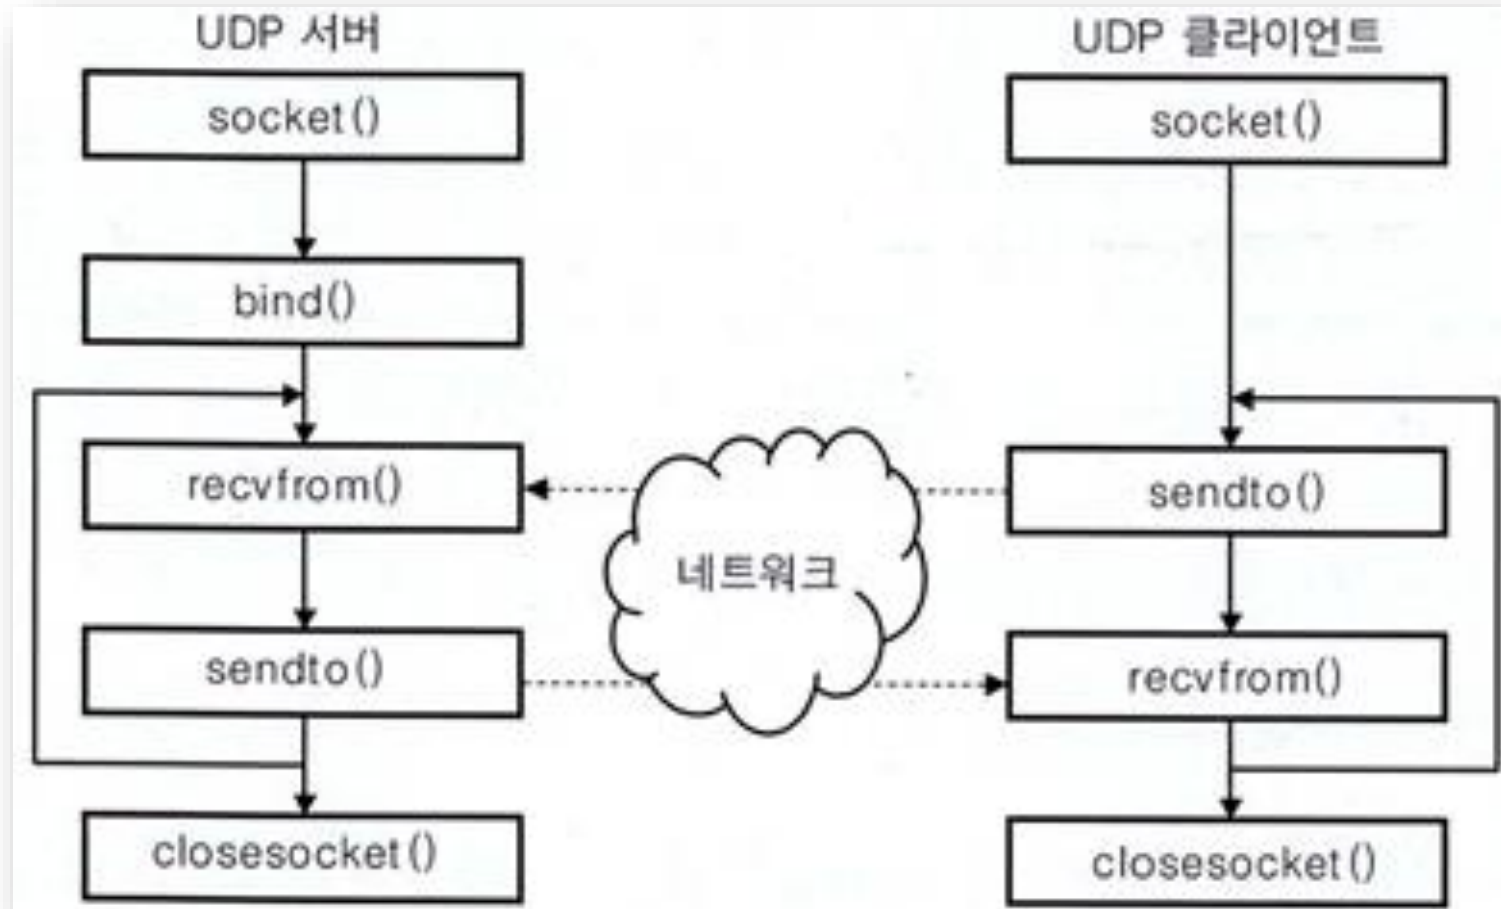 UDP 서버
socket()
bind()
recvfrom()
sendto()
closesocket()
네트워크
UDP 클라이언트
socket()
sendto()
recvfrom()
closesocket()